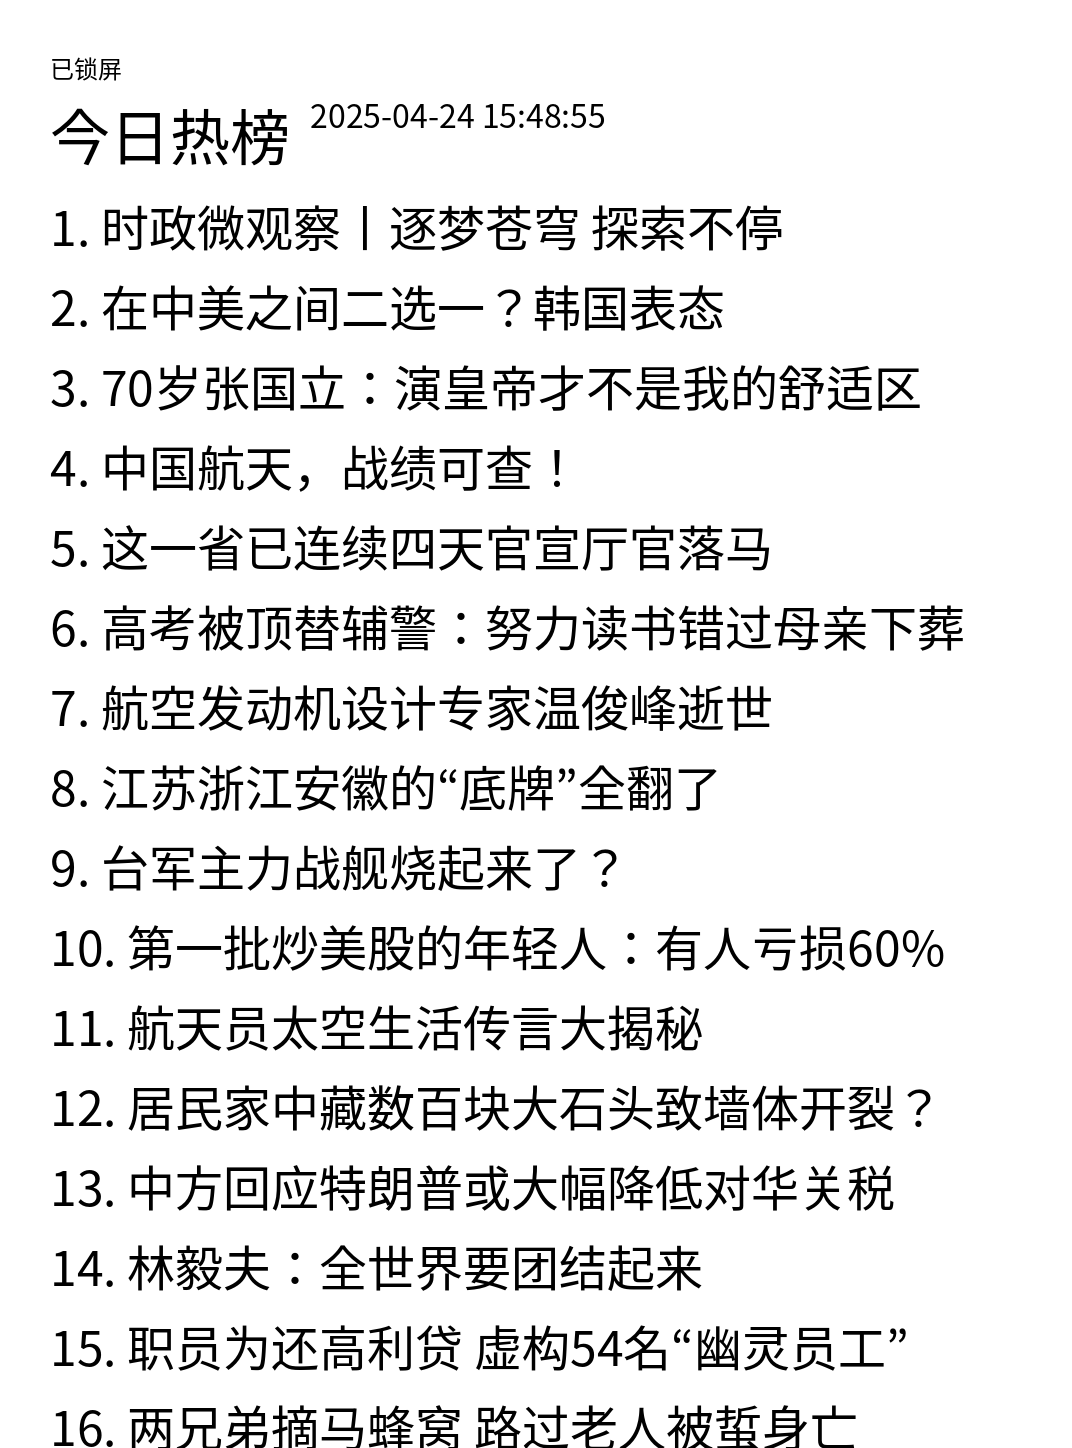 已锁屏
今日热榜 2025-04-24 15:48:55
1. 时政微观察丨逐梦苍穹 探索不停
2. 在中美之间二选一？韩国表态
3. 70岁张国立：演皇帝才不是我的舒适区
4. 中国航天，战绩可查！
5. 这一省已连续四天官宣厅官落马
6. 高考被顶替辅警：努力读书错过母亲下葬
7. 航空发动机设计专家温俊峰逝世
8. 江苏浙江安徽的“底牌”全翻了
9. 台军主力战舰烧起来了？
10. 第一批炒美股的年轻人：有人亏损60%
11. 航天员太空生活传言大揭秘
12. 居民家中藏数百块大石头致墙体开裂？
13. 中方回应特朗普或大幅降低对华关税
14. 林毅夫：全世界要团结起来
15. 职员为还高利贷 虚构54名“幽灵员工”
16. 两兄弟摘马蜂窝 路过老人被蜇身亡